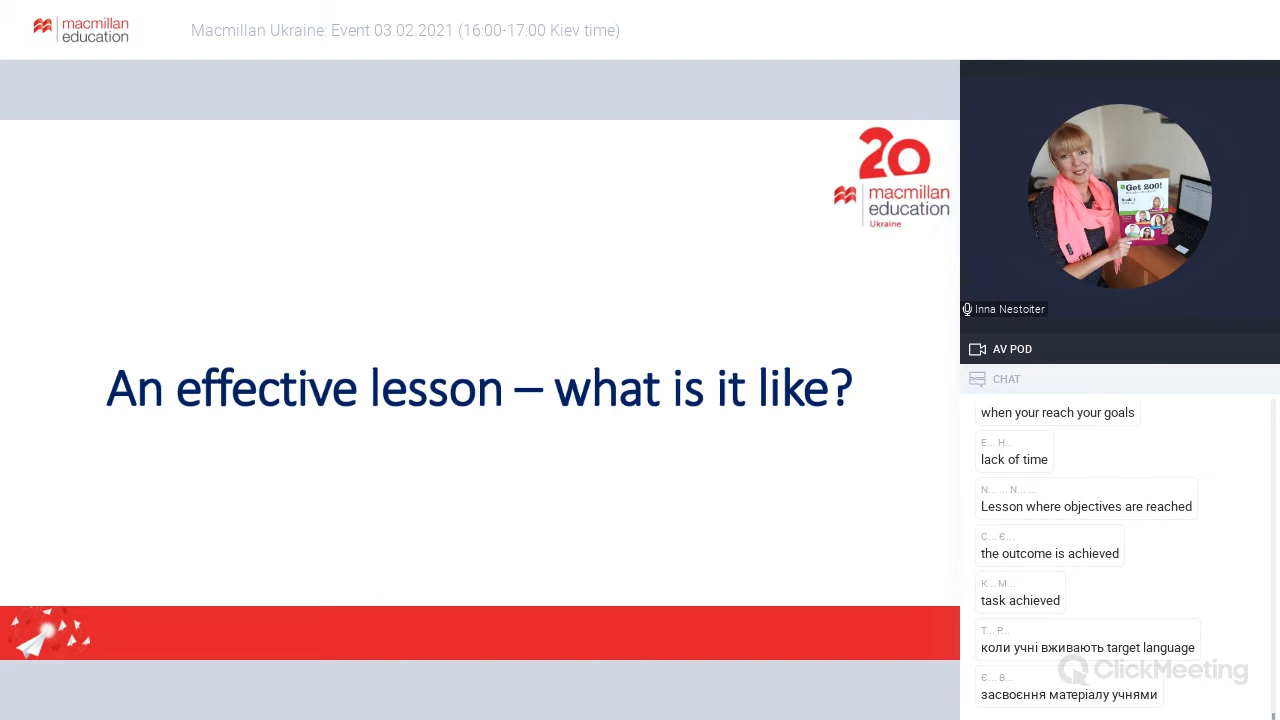 macmillan
education
Macmillan Ukraine: Event 03.02.2021 (16:00-17:00 Kiev time)
20
macmillan
education
Ukraine
An effective lesson – what is it like?
Get 200!
Inna Nestoiter
AV POD
CHAT
when your reach your goals
Е... Н...
lack of time
N... ... N... ...
Lesson where objectives are reached
С... Є...
the outcome is achieved
К... М...
task achieved
Т... Р...
коли учні вживають target language
Є... В...
засвоєння матеріалу учнями
ClickMeeting